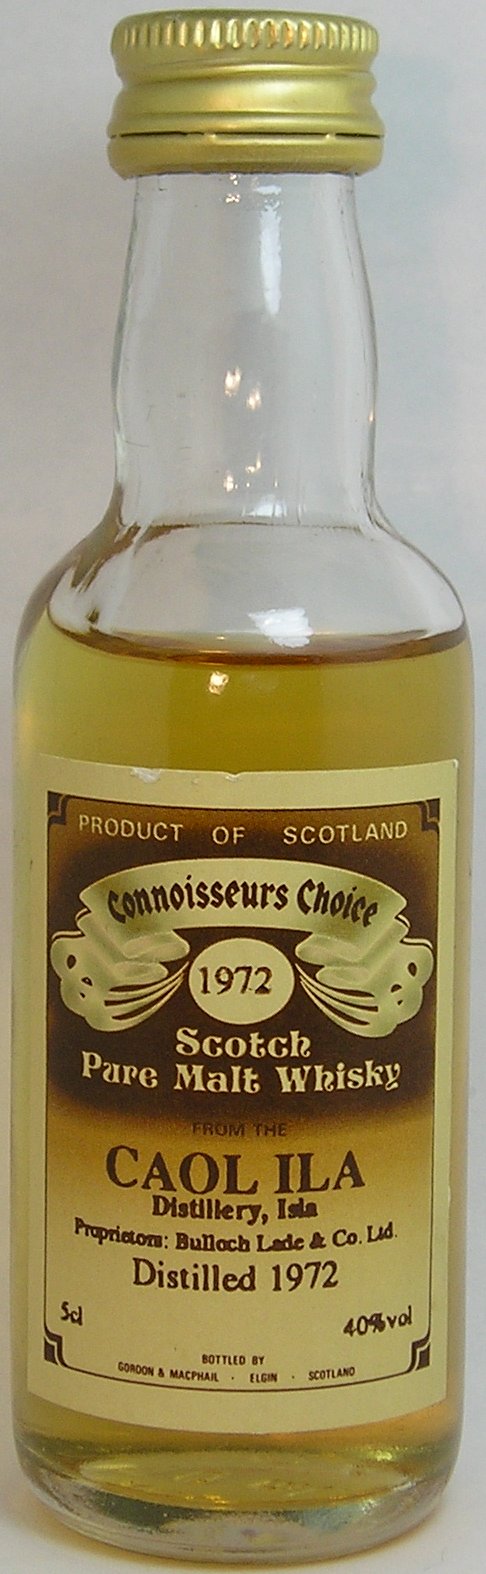 PRODUCT OF SCOTLAND
Connoisseurs Choice
1972
Scotch
Pure Malt Whisky
FROM THE
CAOL ILA
Distillery, Isla
Proprietors: Bulloch Lade & Co. Ltd.
Distilled 1972
5cl 40%vol
BOTTLED BY
GORDON & MACPHAIL · ELGIN · SCOTLAND